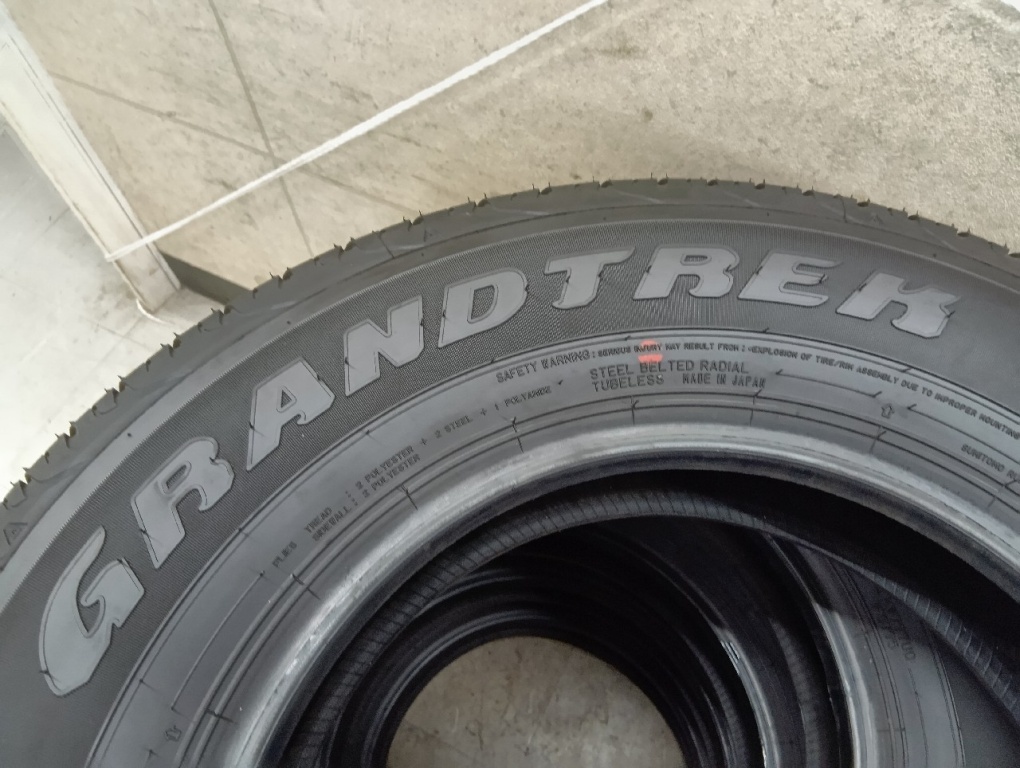 GRANDTREK
SAFETY WARNING: SERIOUS INJURY MAY RESULT FROM: •EXPLOSION OF TIRE/RIM ASSEMBLY DUE TO IMPROPER MOUNTING
STEEL BELTED RADIAL
TUBELESS MADE IN JAPAN
PLIES
TREAD : 2 POLYESTER + 2 STEEL + 1 POLYAMIDE
SIDEWALL : 2 POLYESTER
SUMITOMO